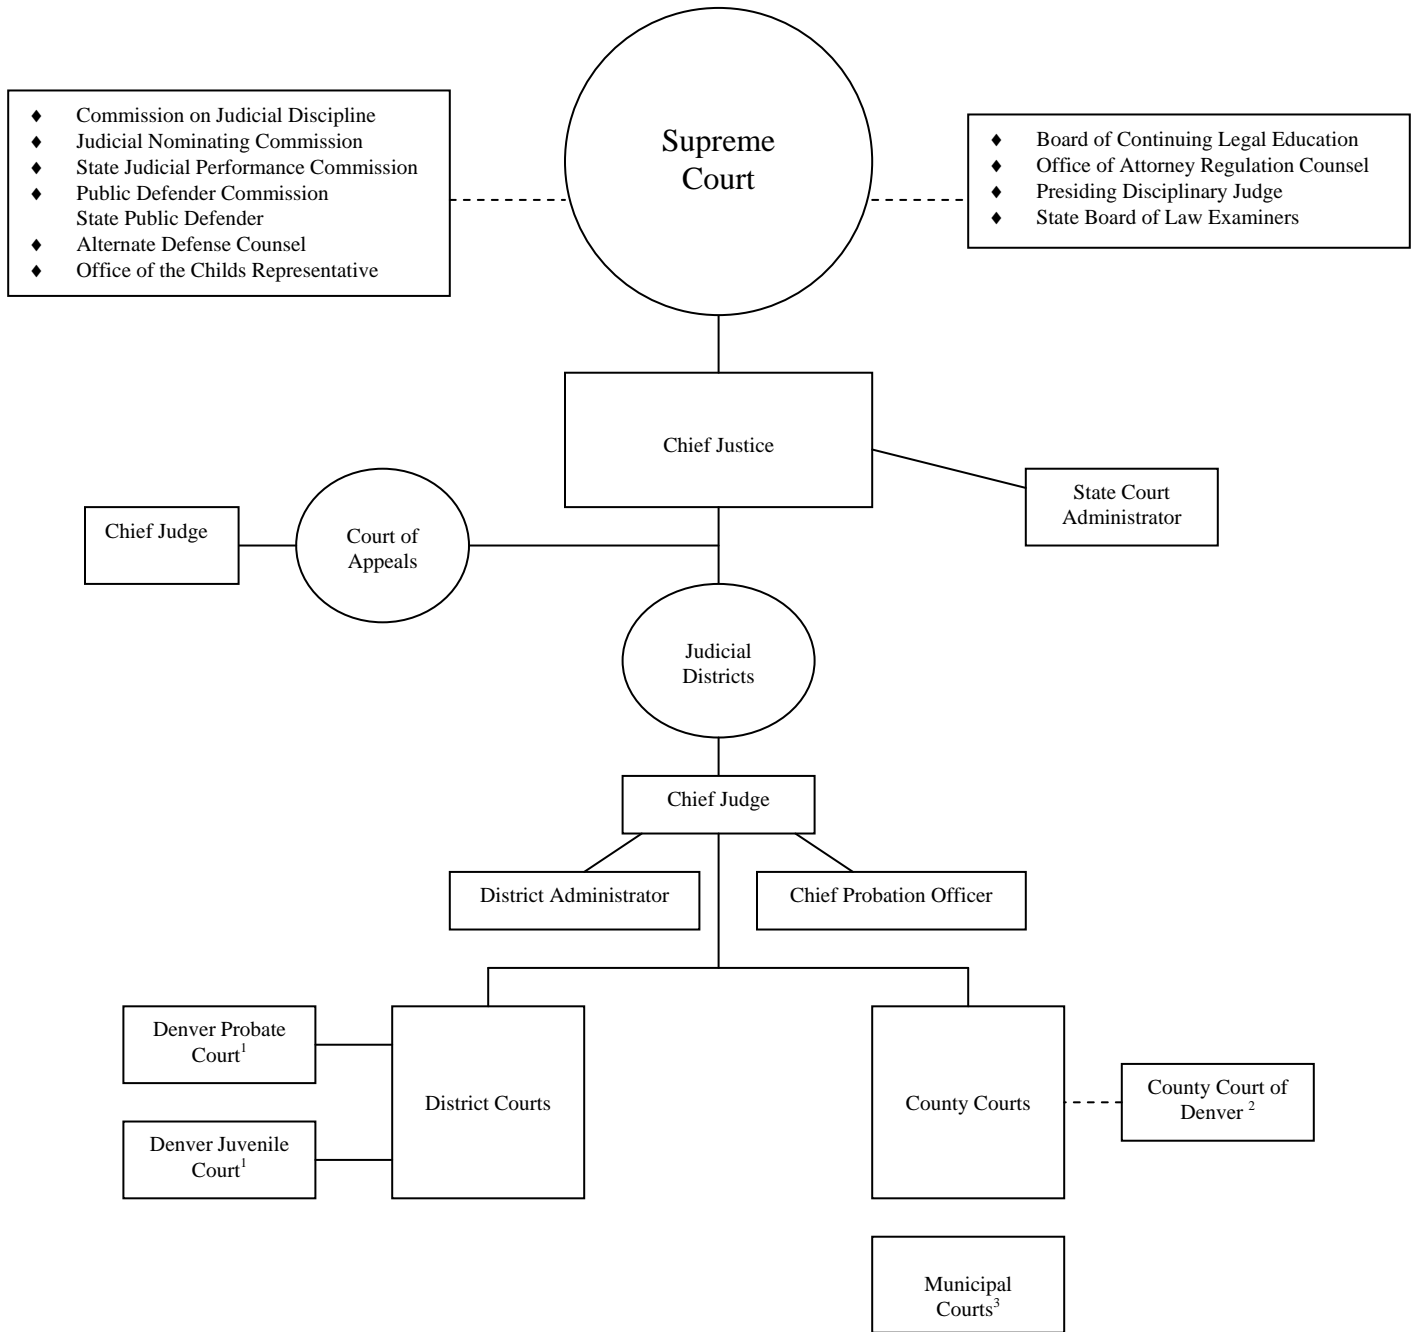 Supreme
Court
♦ Commission on Judicial Discipline
♦ Judicial Nominating Commission
♦ State Judicial Performance Commission
♦ Public Defender Commission
State Public Defender
♦ Alternate Defense Counsel
♦ Office of the Childs Representative
♦ Board of Continuing Legal Education
♦ Office of Attorney Regulation Counsel
♦ Presiding Disciplinary Judge
♦ State Board of Law Examiners
Chief Justice
State Court
Administrator
Chief Judge
Court of
Appeals
Judicial
Districts
Chief Judge
District Administrator
Chief Probation Officer
Denver Probate
Court¹
Denver Juvenile
Court¹
District Courts
County Courts
County Court of
Denver ²
Municipal
Courts³